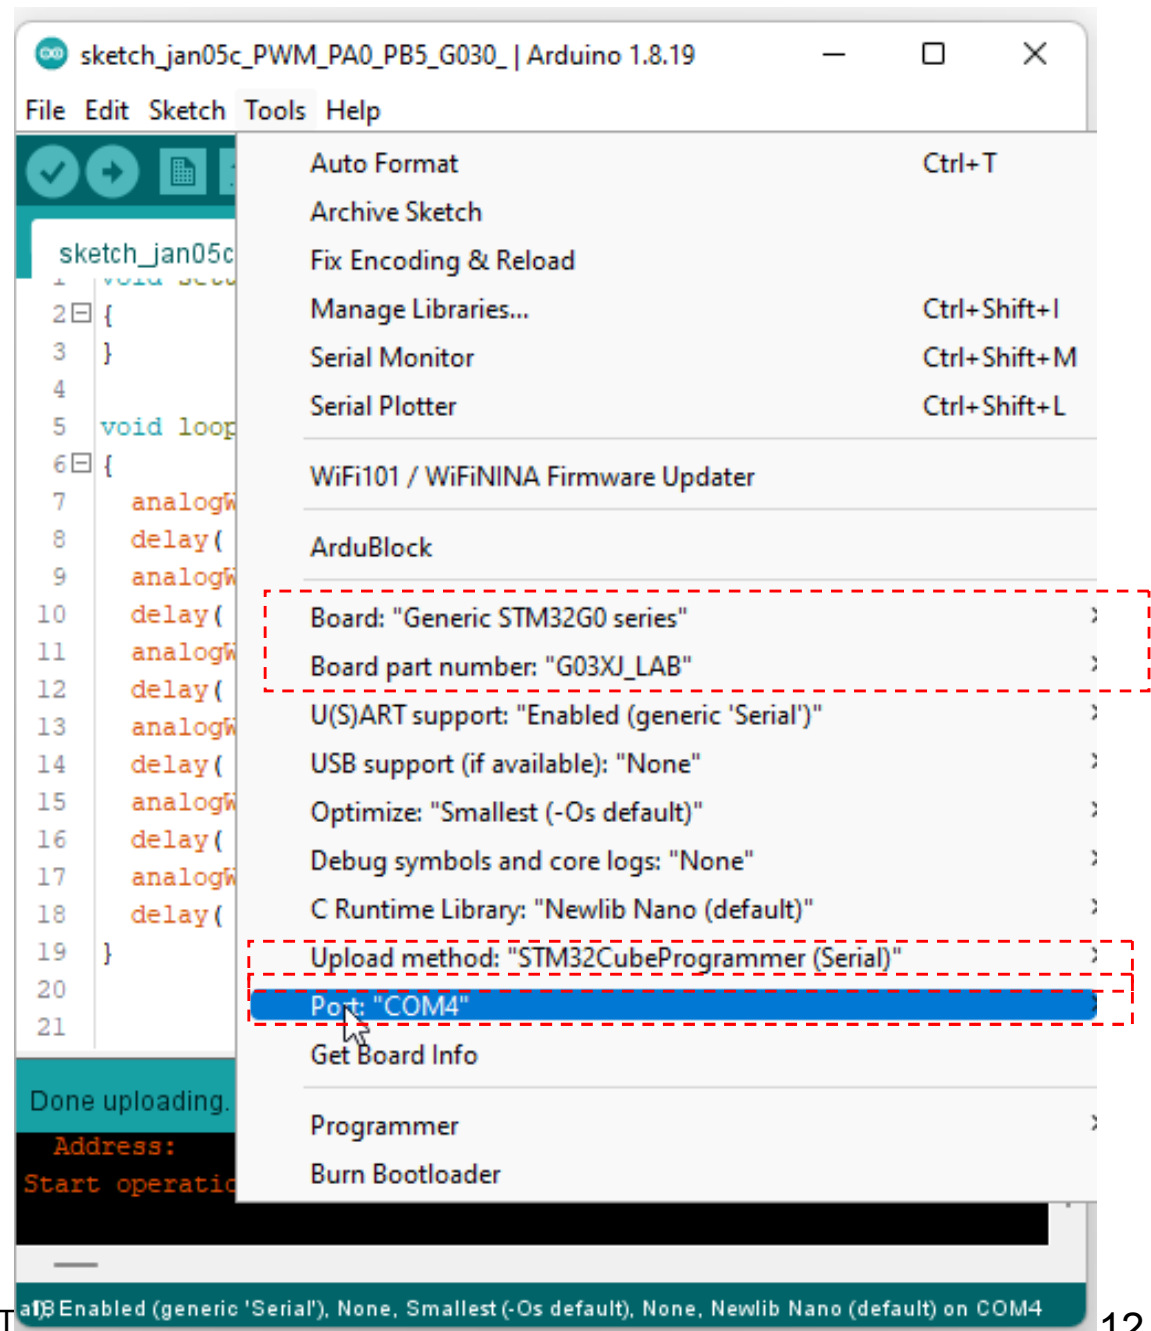 sketch_jan05c_PWM_PA0_PB5_G030_ | Arduino 1.8.19
File Edit Sketch Tools Help
Auto Format Ctrl+T
Archive Sketch
sketch_jan05c
Fix Encoding & Reload
1 void setu
Manage Libraries... Ctrl+Shift+I
2 {
Serial Monitor Ctrl+Shift+M
3 }
4
Serial Plotter Ctrl+Shift+L
5 void loop
6 {
WiFi101 / WiFiNINA Firmware Updater
7 analogW
8 delay(
ArduBlock
9 analogW
10 delay(
Board: "Generic STM32G0 series"
11 analogW
Board part number: "G03XJ_LAB"
12 delay(
U(S)ART support: "Enabled (generic 'Serial')"
13 analogW
14 delay(
USB support (if available): "None"
15 analogW
Optimize: "Smallest (-Os default)"
16 delay(
Debug symbols and core logs: "None"
17 analogW
18 delay(
C Runtime Library: "Newlib Nano (default)"
19 }
Upload method: "STM32CubeProgrammer (Serial)"
20
Port: "COM4"
21
Get Board Info
Done uploading.
Programmer
Address:
Burn Bootloader
Start operatio
Enabled (generic 'Serial'), None, Smallest (-Os default), None, Newlib Nano (default) on COM4
12